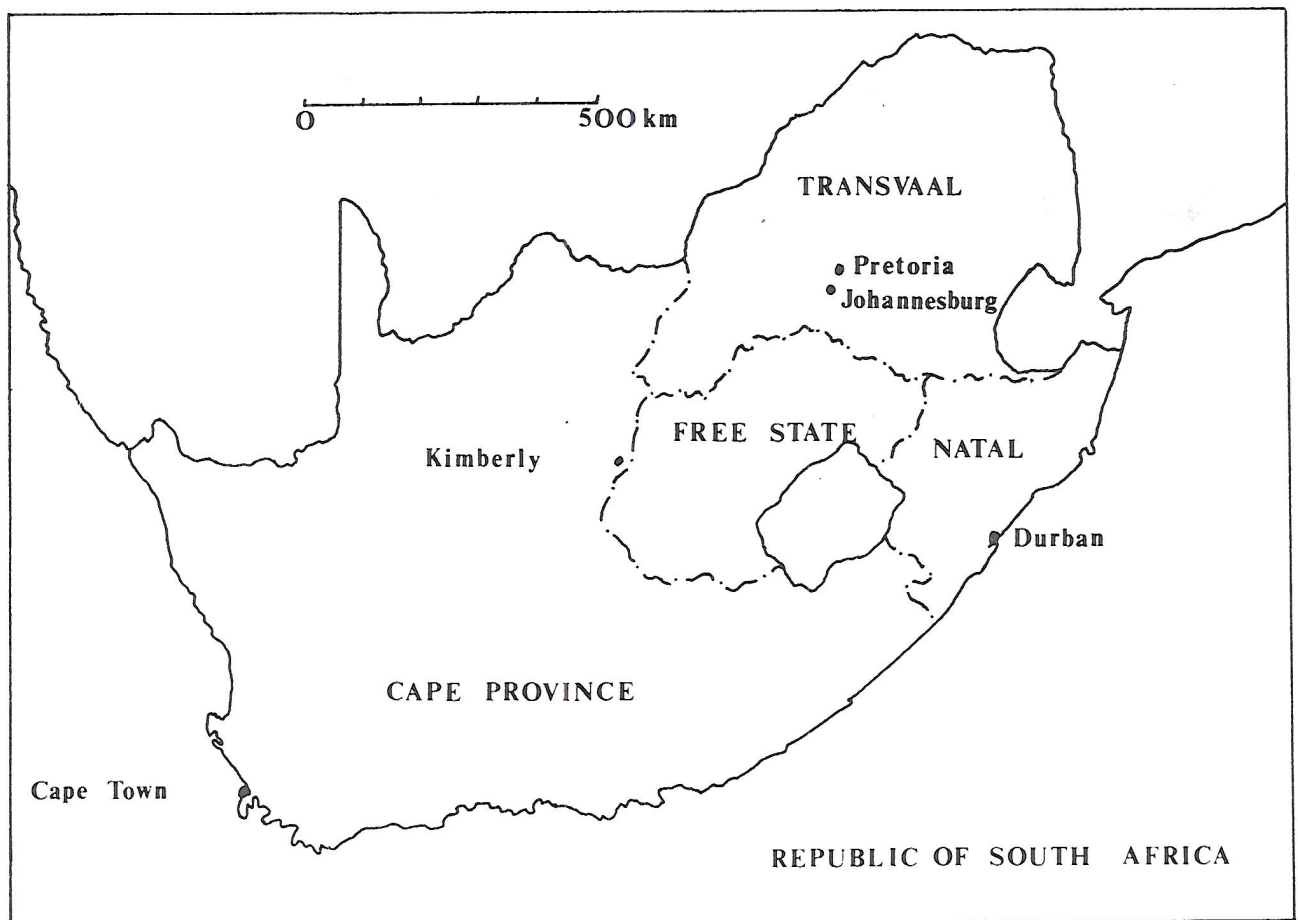 0 500 km
TRANSVAAL
Pretoria
Johannesburg
FREE STATE
NATAL
Kimberly
Durban
CAPE PROVINCE
Cape Town
REPUBLIC OF SOUTH AFRICA